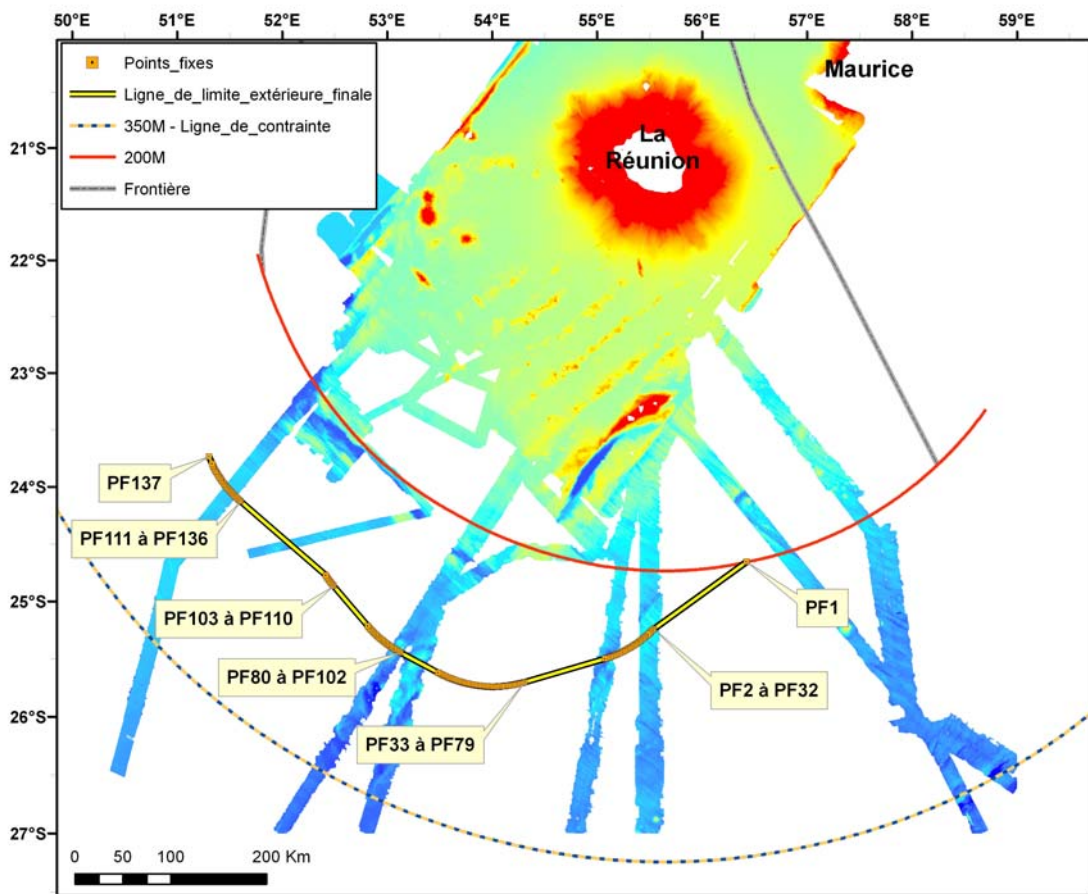 50°E 51°E 52°E 53°E 54°E 55°E 56°E 57°E 58°E 59°E
Points_fixes
Ligne_de_limite_extérieure_finale
350M - Ligne_de_contrainte
200M
Frontière
Maurice
La
Réunion
21°S
22°S
23°S
24°S
25°S
26°S
27°S
PF137
PF111 à PF136
PF103 à PF110
PF80 à PF102
PF33 à PF79
PF2 à PF32
PF1
0 50 100 200 Km